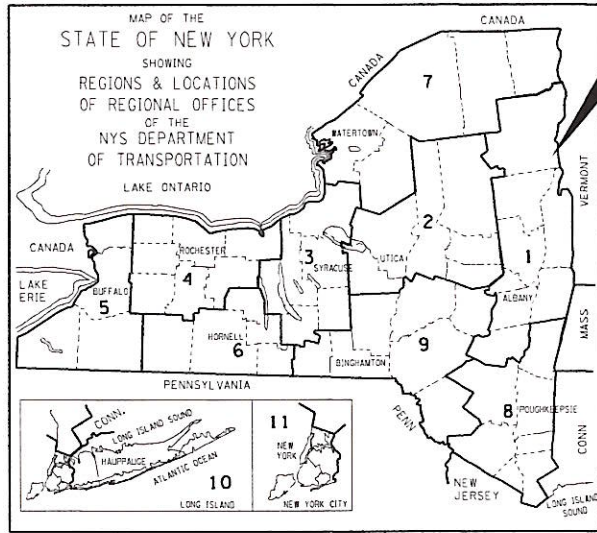 MAP OF THE
STATE OF NEW YORK
SHOWING
REGIONS & LOCATIONS
OF REGIONAL OFFICES
OF THE
NYS DEPARTMENT
OF TRANSPORTATION
CANADA
CANADA
7
WATERTOWN
LAKE ONTARIO
VERMONT
2
CANADA
ROCHESTER
3
SYRACUSE
UTICA
1
LAKE
ERIE
BUFFALO
4
5
ALBANY
MASS
HORNELL
6
BINGHAMTON
9
PENNSYLVANIA
PENN
8
POUGHKEEPSIE
CONN
NEW
JERSEY
LONG ISLAND
SOUND
CONN.
LONG ISLAND SOUND
HAUPPAUGE
ATLANTIC OCEAN
10
LONG ISLAND
11
NEW
YORK
NEW YORK CITY